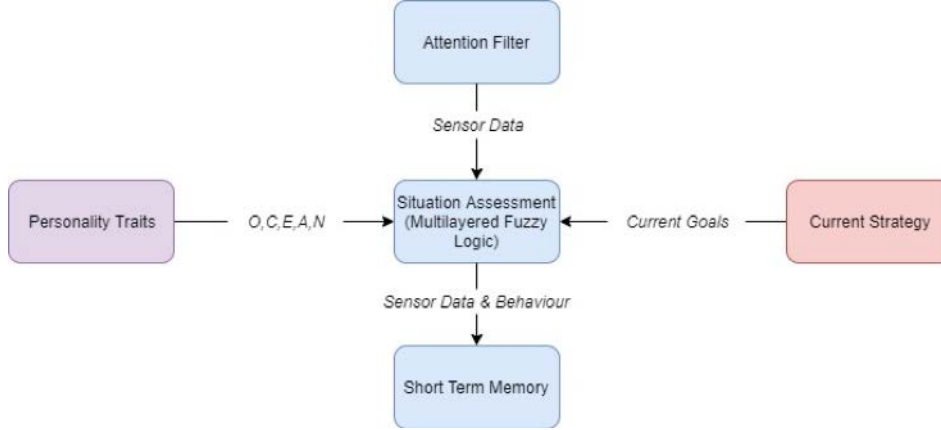 Attention Filter
Sensor Data
Personality Traits
O,C,E,A,N
Situation Assessment
(Multilayered Fuzzy
Logic)
Current Goals
Current Strategy
Sensor Data & Behaviour
Short Term Memory